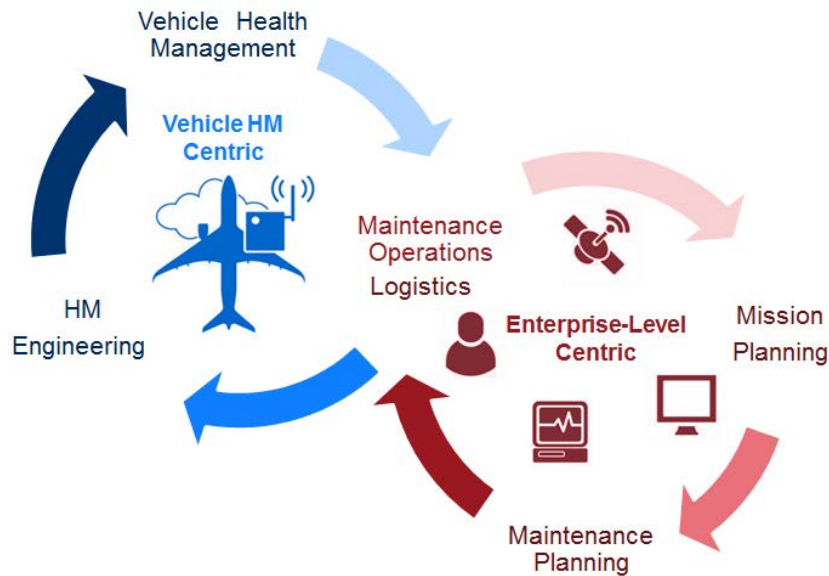 Vehicle Health
Management
Vehicle HM
Centric
Maintenance
Operations
Logistics
HM
Engineering
Enterprise-Level
Centric
Mission
Planning
Maintenance
Planning